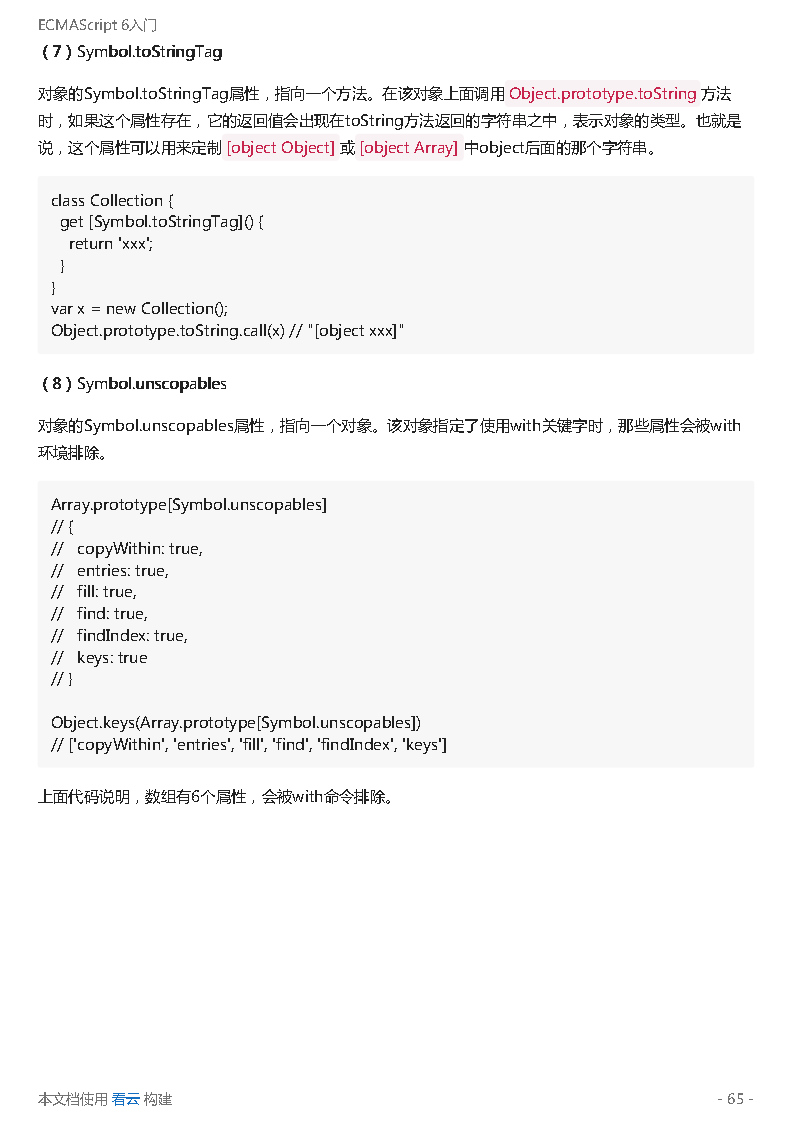 ECMAScript 6入门
（7）Symbol.toStringTag
对象的Symbol.toStringTag属性，指向一个方法。在该对象上面调用 Object.prototype.toString 方法
时，如果这个属性存在，它的返回值会出现在toString方法返回的字符串之中，表示对象的类型。也就是
说，这个属性可以用来定制 [object Object] 或 [object Array] 中object后面的那个字符串。
class Collection {
  get [Symbol.toStringTag]() {
    return 'xxx';
  }
}
var x = new Collection();
Object.prototype.toString.call(x) // "[object xxx]"
（8）Symbol.unscopables
对象的Symbol.unscopables属性，指向一个对象。该对象指定了使用with关键字时，那些属性会被with
环境排除。
Array.prototype[Symbol.unscopables]
// {
//   copyWithin: true,
//   entries: true,
//   fill: true,
//   find: true,
//   findIndex: true,
//   keys: true
// }
Object.keys(Array.prototype[Symbol.unscopables])
// ['copyWithin', 'entries', 'fill', 'find', 'findIndex', 'keys']
上面代码说明，数组有6个属性，会被with命令排除。
本文档使用 看云 构建
- 65 -